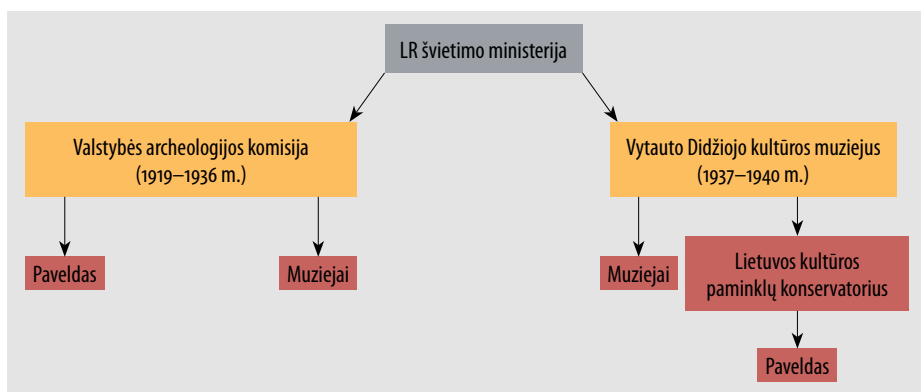 LR švietimo ministerija
Valstybės archeologijos komisija
(1919–1936 m.)
Vytauto Didžiojo kultūros muziejus
(1937–1940 m.)
Paveldas
Muziejai
Muziejai
Lietuvos kultūros
paminklų konservatorius
Paveldas